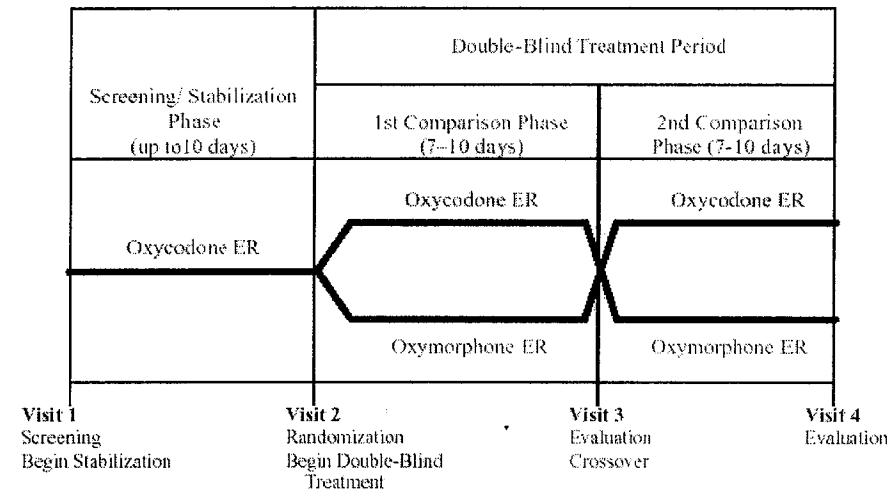 Double-Blind Treatment Period
Screening/ Stabilization
Phase
(up to10 days)
1st Comparison Phase
(7–10 days)
2nd Comparison
Phase (7-10 days)
Oxycodone ER
Oxycodone ER
Oxycodone ER
Oxymorphone ER
Oxymorphone ER
Visit 1
Screening
Begin Stabilization
Visit 2
Randomization
Begin Double-Blind
Treatment
Visit 3
Evaluation
Crossover
Visit 4
Evaluation